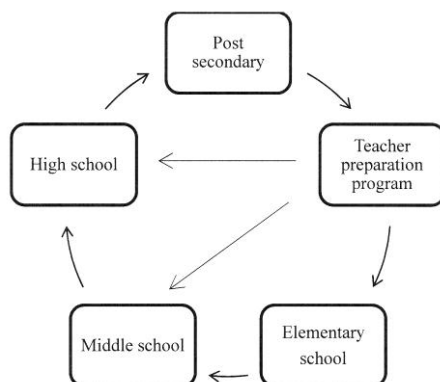 Post
secondary
High school
Teacher
preparation
program
Middle school
Elementary
school